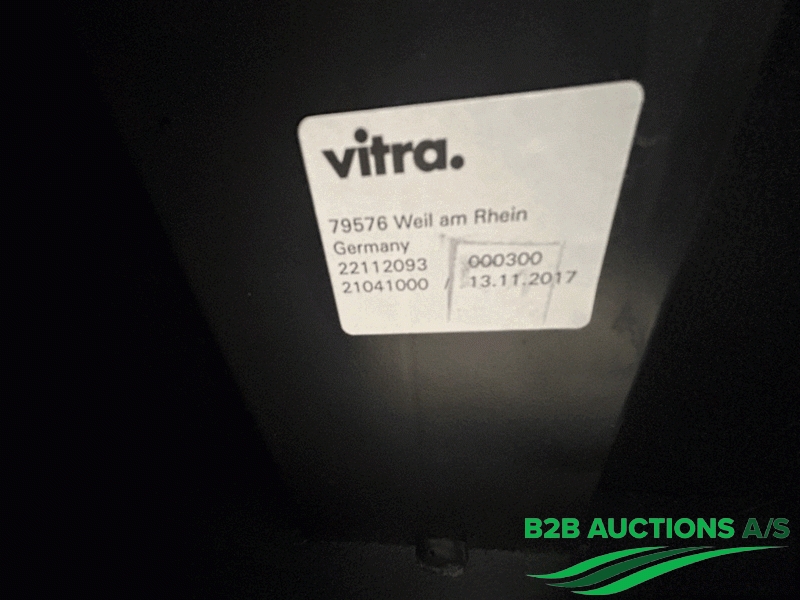 vitra.
79576 Weil am Rhein
Germany
22112093 000300
21041000 / 13.11.2017
B2B AUCTIONS A/S